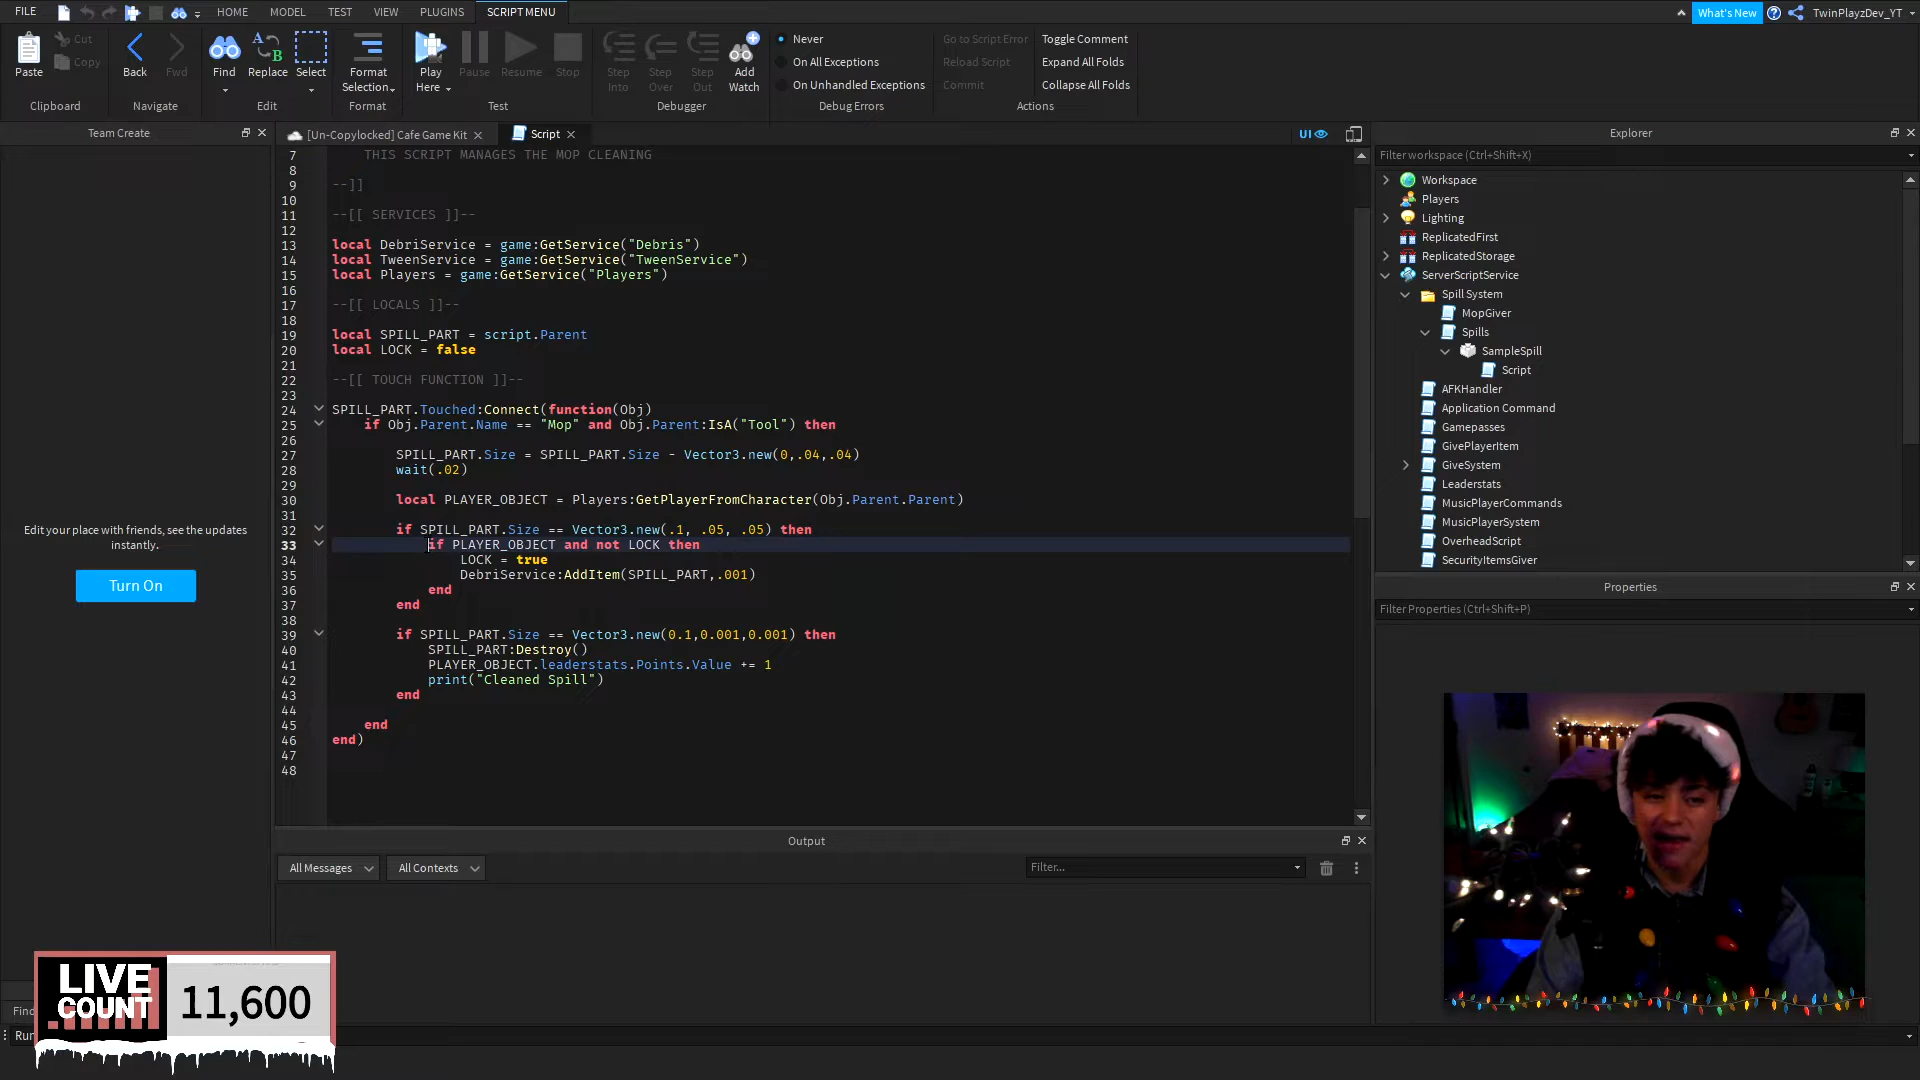 FILE
HOME
MODEL
TEST
VIEW
PLUGINS
SCRIPT MENU
What's New
TwinPlayzDev_YT
Paste
Cut
Copy
Clipboard
Back
Fwd
Navigate
Find
Replace
Select
Edit
Format
Selection
Format
Play
Here
Pause
Resume
Stop
Test
Step
Into
Step
Over
Step
Out
Add
Watch
Debugger
Never
On All Exceptions
On Unhandled Exceptions
Debug Errors
Go to Script Error
Reload Script
Commit
Toggle Comment
Expand All Folds
Collapse All Folds
Actions
Team Create
Edit your place with friends, see the updates
instantly.
Turn On
[Un-Copylocked] Cafe Game Kit
Script
UI
7 THIS SCRIPT MANAGES THE MOP CLEANING
8
9 --]]
10
11 --[[ SERVICES ]]--
12
13 local DebriService = game:GetService("Debris")
14 local TweenService = game:GetService("TweenService")
15 local Players = game:GetService("Players")
16
17 --[[ LOCALS ]]--
18
19 local SPILL_PART = script.Parent
20 local LOCK = false
21
22 --[[ TOUCH FUNCTION ]]--
23
24 SPILL_PART.Touched:Connect(function(Obj)
25 if Obj.Parent.Name == "Mop" and Obj.Parent:IsA("Tool") then
26
27 SPILL_PART.Size = SPILL_PART.Size - Vector3.new(0,.04,.04)
28 wait(.02)
29
30 local PLAYER_OBJECT = Players:GetPlayerFromCharacter(Obj.Parent.Parent)
31
32 if SPILL_PART.Size == Vector3.new(.1, .05, .05) then
33 if PLAYER_OBJECT and not LOCK then
34 LOCK = true
35 DebriService:AddItem(SPILL_PART,.001)
36 end
37 end
38
39 if SPILL_PART.Size == Vector3.new(0.1,0.001,0.001) then
40 SPILL_PART:Destroy()
41 PLAYER_OBJECT.leaderstats.Points.Value += 1
42 print("Cleaned Spill")
43 end
44
45 end
46 end)
47
48
Output
All Messages
All Contexts
Filter...
Explorer
Filter workspace (Ctrl+Shift+X)
Workspace
Players
Lighting
ReplicatedFirst
ReplicatedStorage
ServerScriptService
Spill System
MopGiver
Spills
SampleSpill
Script
AFKHandler
Application Command
Gamepasses
GivePlayerItem
GiveSystem
Leaderstats
MusicPlayerCommands
MusicPlayerSystem
OverheadScript
SecurityItemsGiver
Properties
Filter Properties (Ctrl+Shift+P)
Find
Run
LIVE
COUNT
11,600